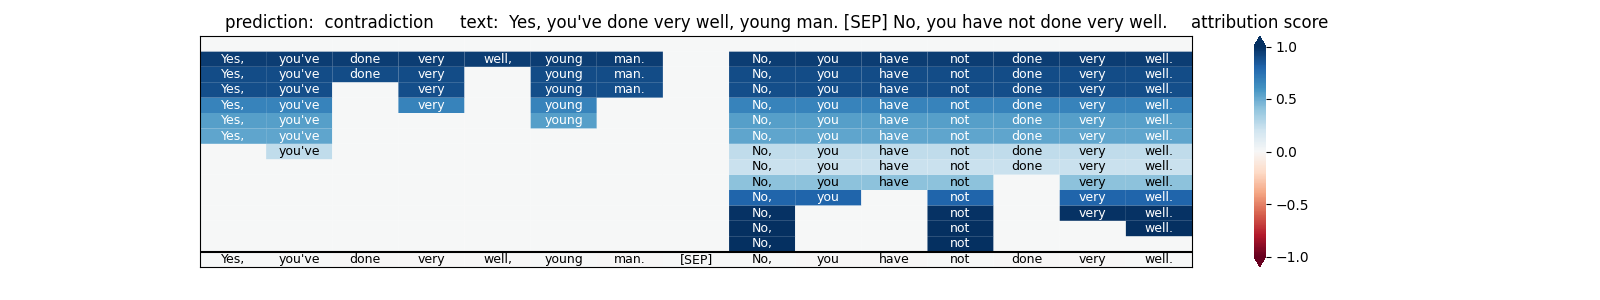 prediction: contradiction text: Yes, you've done very well, young man. [SEP] No, you have not done very well. attribution score
Yes, you've done very well, young man. No, you have not done very well. 1.0
Yes, you've done very young man. No, you have not done very well.
Yes, you've very young man. No, you have not done very well.
Yes, you've very young No, you have not done very well. 0.5
Yes, you've young No, you have not done very well.
Yes, you've No, you have not done very well.
you've No, you have not done very well. 0.0
No, you have not done very well.
No, you have not very well.
No, you not very well. −0.5
No, not very well.
No, not well.
No, not
Yes, you've done very well, young man. [SEP] No, you have not done very well. −1.0